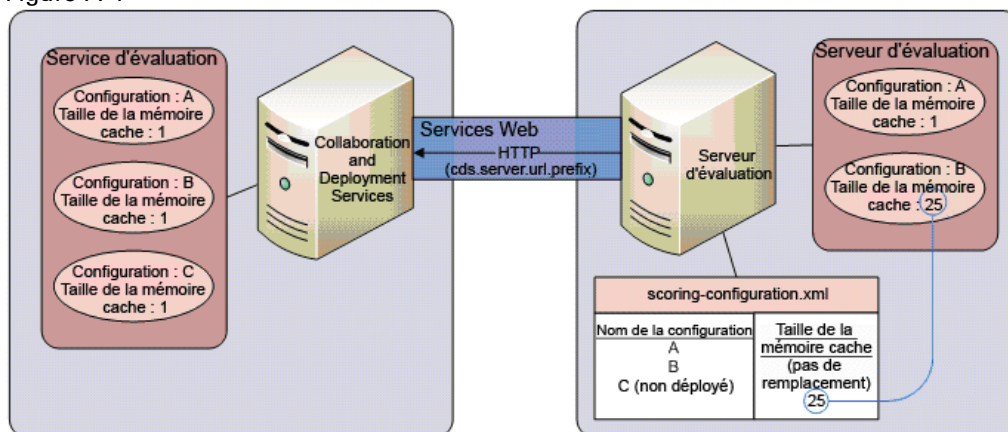 Service d'évaluation
Configuration : A
Taille de la mémoire
cache : 1
Configuration : B
Taille de la mémoire
cache : 1
Configuration : C
Taille de la mémoire
cache : 1
Collaboration
and
Deployment
Services
Services Web
HTTP
(cds.server.url.prefix)
Serveur
d'évaluation
Serveur d'évaluation
Configuration : A
Taille de la mémoire
cache : 1
Configuration : B
Taille de la mémoire
cache : 25
scoring-configuration.xml
Nom de la configuration
A
B
C (non déployé)
Taille de la
mémoire cache
(pas de
remplacement)
25